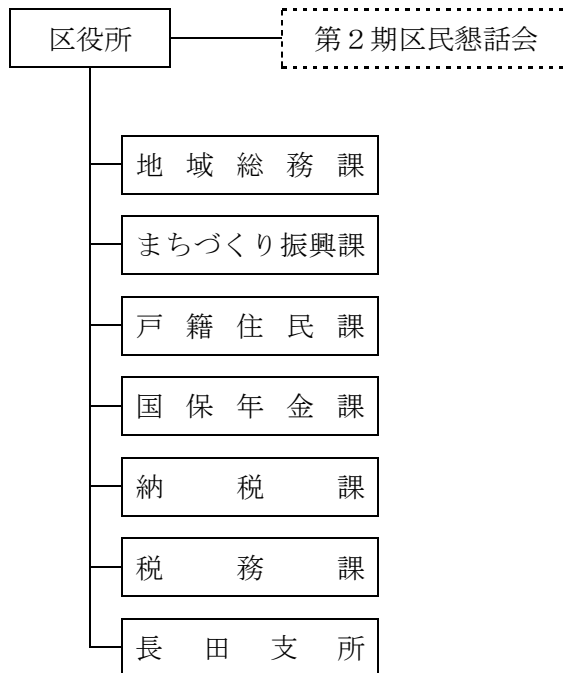 区役所
第２期区民懇話会
地域総務課
まちづくり振興課
戸籍住民課
国保年金課
納税課
税務課
長田支所